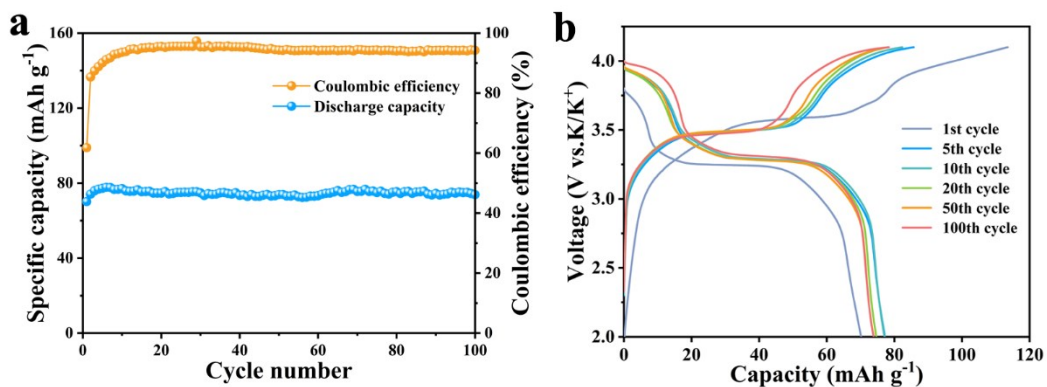 a
Specific capacity (mAh g⁻¹)
160
120
80
40
0
0
20
40
60
80
100
Cycle number
100
80
60
40
20
0
Coulombic efficiency (%)
Coulombic efficiency
Discharge capacity
b
Voltage (V vs.K/K⁺)
4.0
3.5
3.0
2.5
2.0
0
20
40
60
80
100
120
Capacity (mAh g⁻¹)
1st cycle
5th cycle
10th cycle
20th cycle
50th cycle
100th cycle